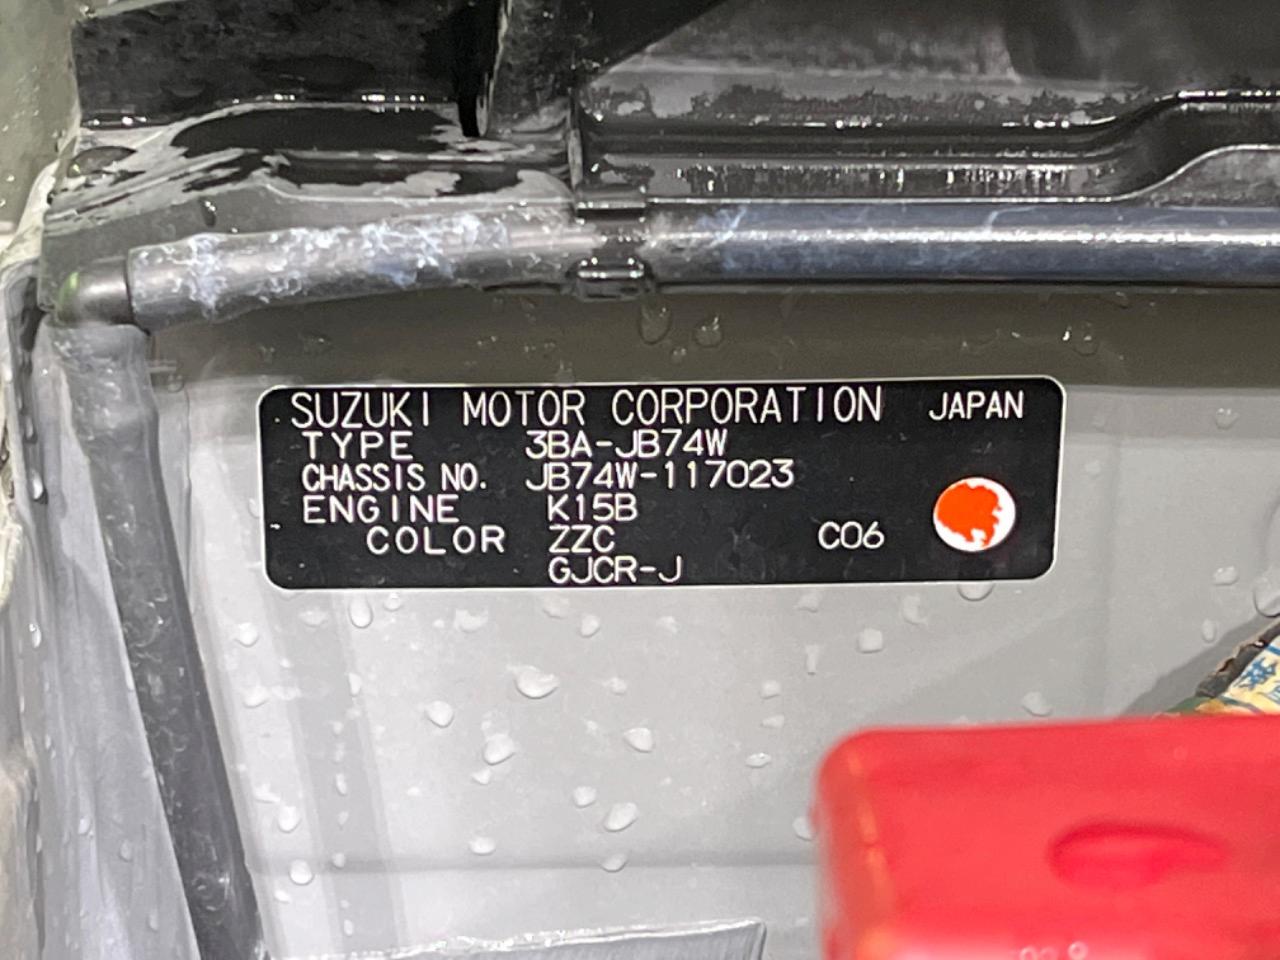 SUZUKI MOTOR CORPORATION JAPAN
TYPE 3BA-JB74W
CHASSIS NO. JB74W-117023
ENGINE K15B
COLOR ZZC C06
GJCR-J